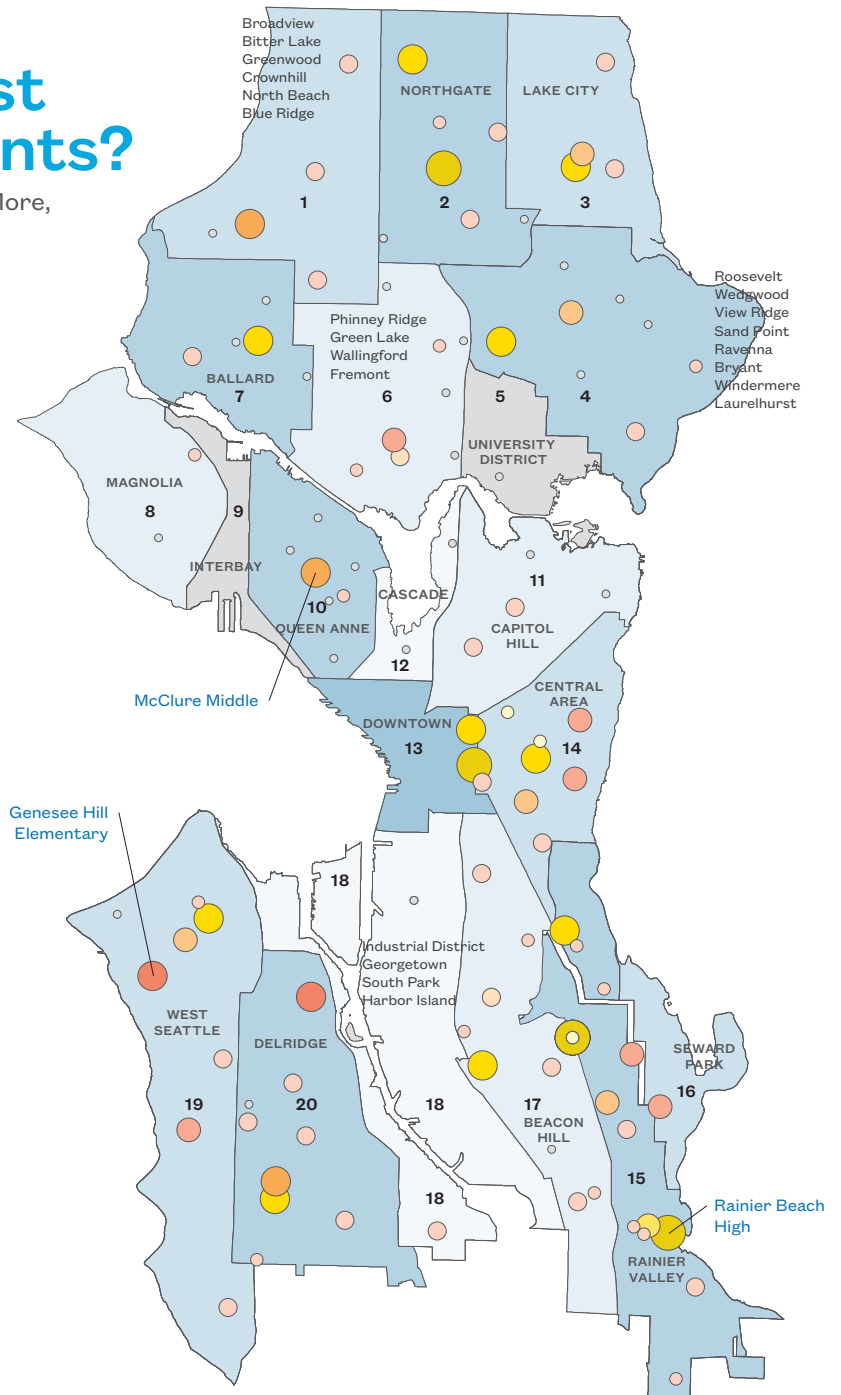 st
nts?
More,
Broadview
Bitter Lake
Greenwood
Crownhill
North Beach
Blue Ridge
NORTHGATE
LAKE CITY
1
2
3
Roosevelt
Wedgwood
View Ridge
Sand Point
Ravenna
Bryant
Windermere
Laurelhurst
Phinney Ridge
Green Lake
Wallingford
Fremont
BALLARD
7
6
5
4
UNIVERSITY
DISTRICT
MAGNOLIA
8
9
INTERBAY
10
QUEEN ANNE
CASCADE
12
11
CAPITOL
HILL
McClure Middle
DOWNTOWN
13
CENTRAL
AREA
14
Genesee Hill
Elementary
18
Industrial District
Georgetown
South Park
Harbor Island
WEST
SEATTLE
19
DELRIDGE
20
18
17
BEACON
HILL
SEWARD
PARK
16
15
18
Rainier Beach
High
RAINIER
VALLEY